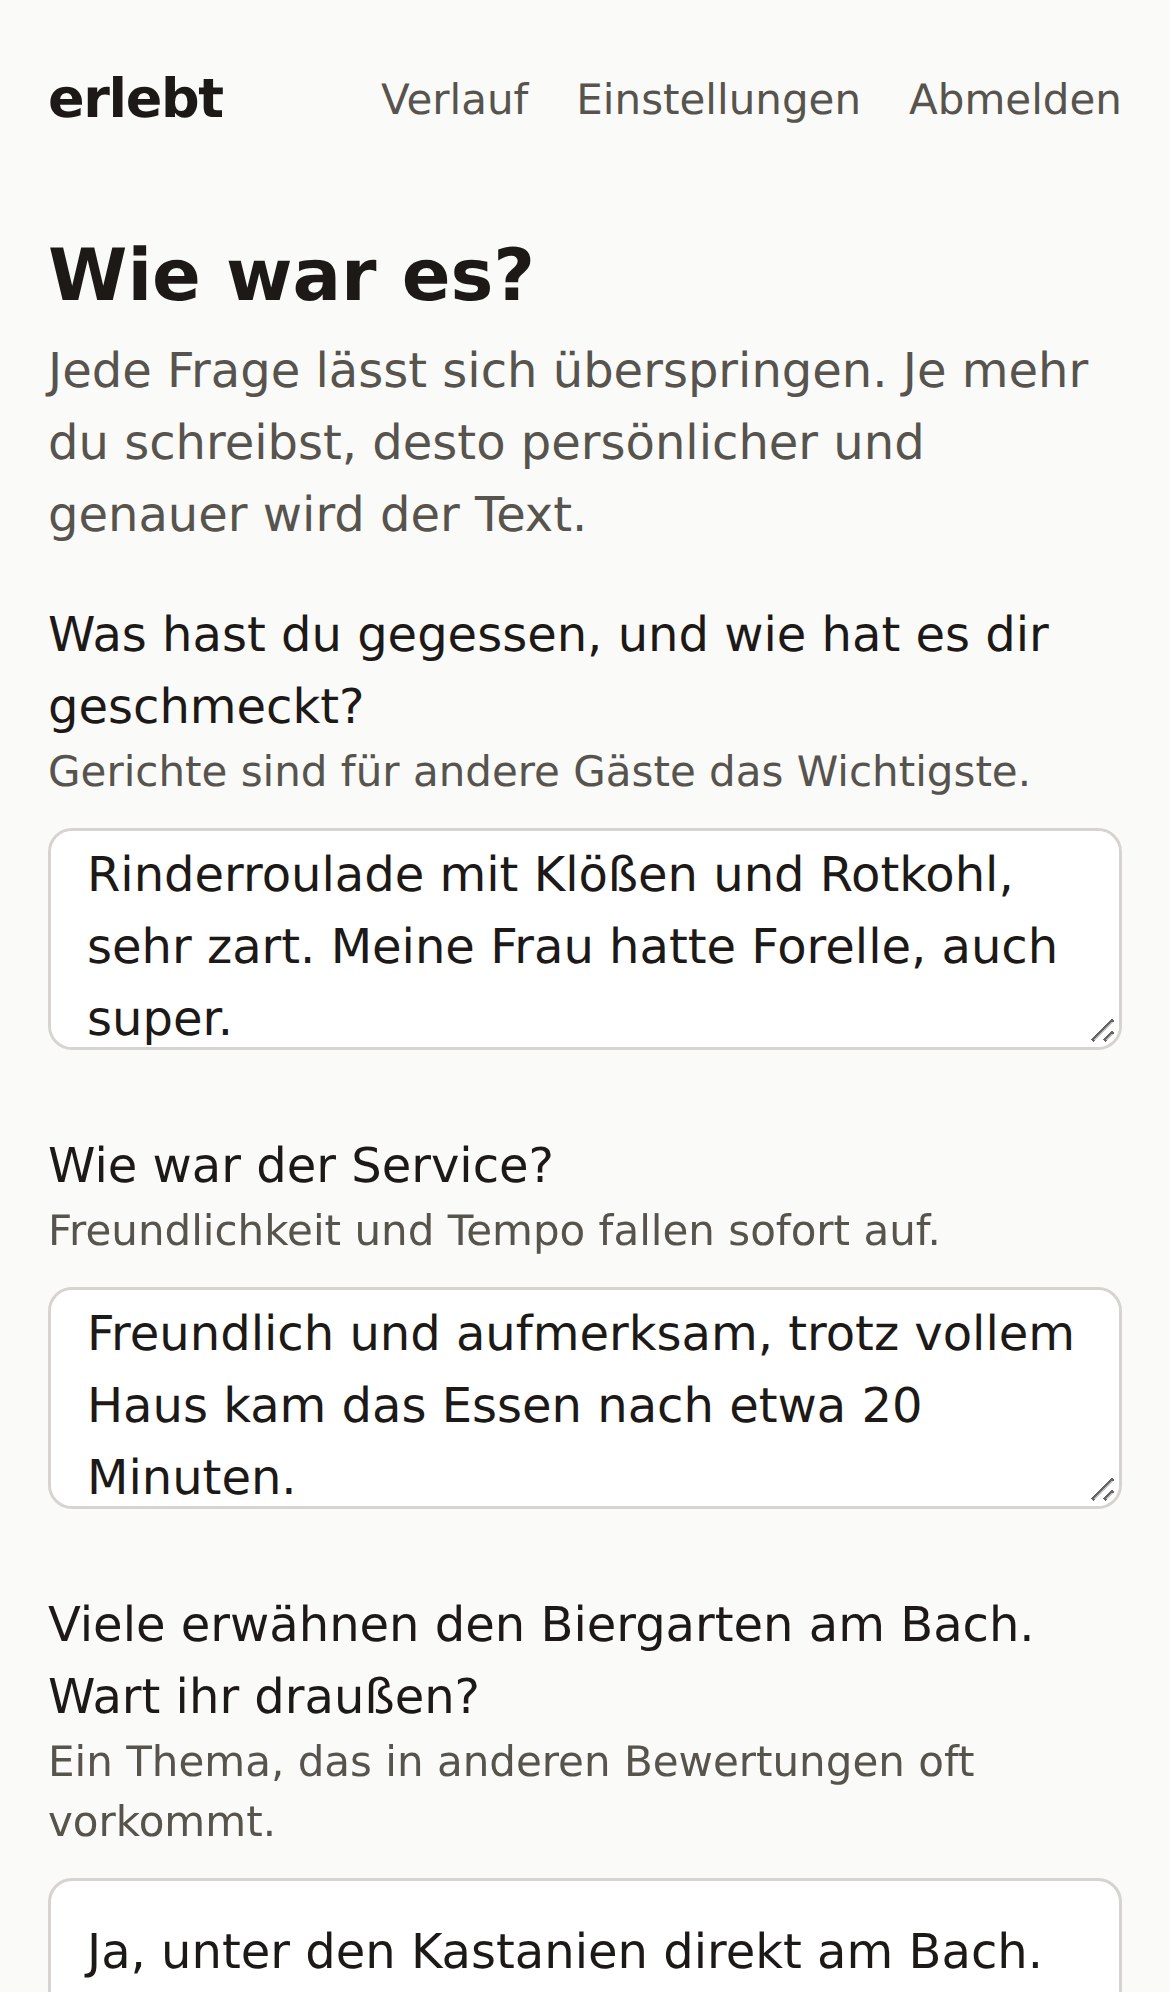 erlebt
Verlauf Einstellungen Abmelden
Wie war es?
Jede Frage lässt sich überspringen. Je mehr
du schreibst, desto persönlicher und
genauer wird der Text.
Was hast du gegessen, und wie hat es dir
geschmeckt?
Gerichte sind für andere Gäste das Wichtigste.
Rinderroulade mit Klößen und Rotkohl,
sehr zart. Meine Frau hatte Forelle, auch
super.
Wie war der Service?
Freundlichkeit und Tempo fallen sofort auf.
Freundlich und aufmerksam, trotz vollem
Haus kam das Essen nach etwa 20
Minuten.
Viele erwähnen den Biergarten am Bach.
Wart ihr draußen?
Ein Thema, das in anderen Bewertungen oft
vorkommt.
Ja, unter den Kastanien direkt am Bach.